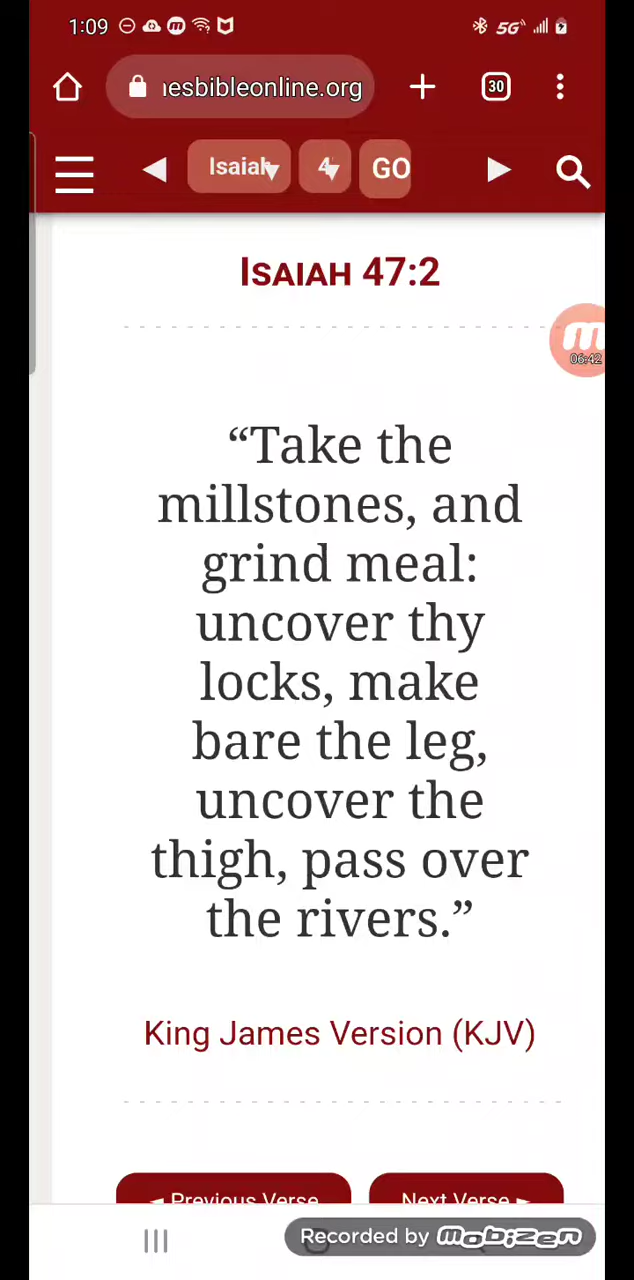 1:09 5G
nesbibleonline.org 30
Isaiah 4 GO
ISAIAH 47:2
m
06:42
“Take the
millstones, and
grind meal:
uncover thy
locks, make
bare the leg,
uncover the
thigh, pass over
the rivers.”
King James Version (KJV)
◄ Previous Verse Next Verse ►
Recorded by mobizen